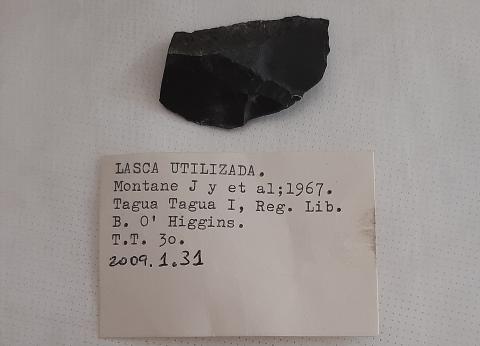 LASCA UTILIZADA.
Montane J y et al;1967.
Tagua Tagua I, Reg. Lib.
B. O' Higgins.
T.T. 30.
2009.1.31